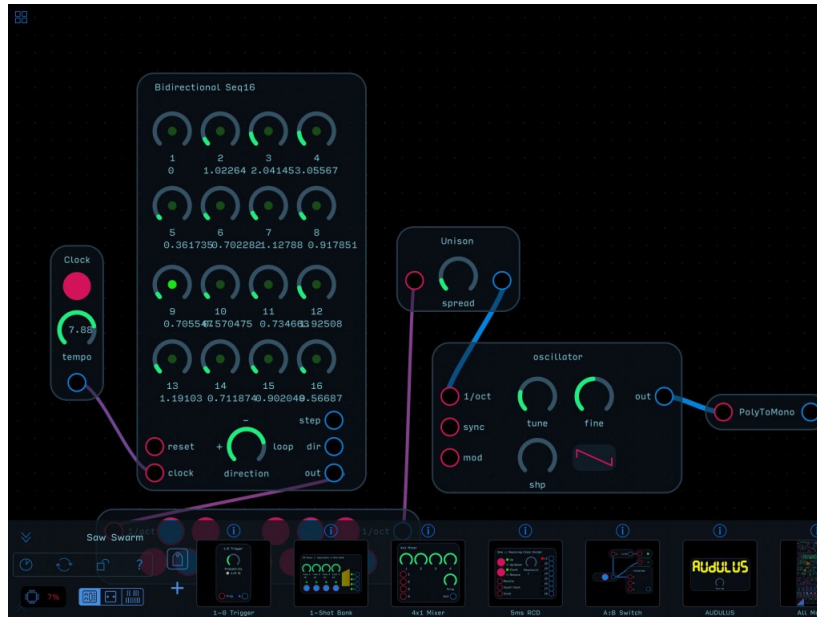 Bidirectional Seq16
1 2 3 4
0 1.02264 2.04145 3.05567
5 6 7 8
0.361735 0.702282 1.12788 0.917851
9 10 11 12
0.570475
13 14 15 16
1.19103 0.711874 0.902049
step
reset + − loop dir
clock direction out
Clock
7.88
tempo
Unison
spread
oscillator
1/oct out
tune fine
sync
mod
shp
PolyToMono
1/oct 1/oct
Saw Swarm
?
7%
+
1-0 Trigger
1-Shot Bank
4x1 Mixer
5ms RCD
A:B Switch
AUDULUS
AUDULUS